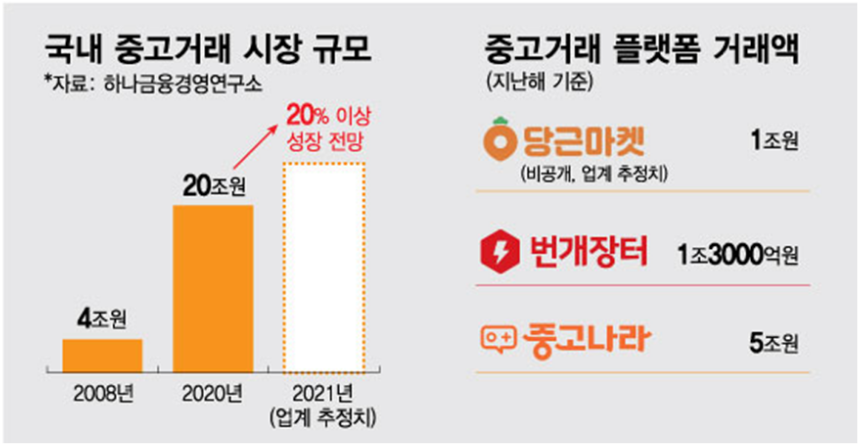 국내 중고거래 시장 규모
*자료: 하나금융경영연구소
20% 이상
성장 전망
20조원
4조원
2008년
2020년
2021년
(업계 추정치)
중고거래 플랫폼 거래액
(지난해 기준)
당근마켓
1조원
(비공개, 업계 추정치)
번개장터
1조3000억원
중고나라
5조원